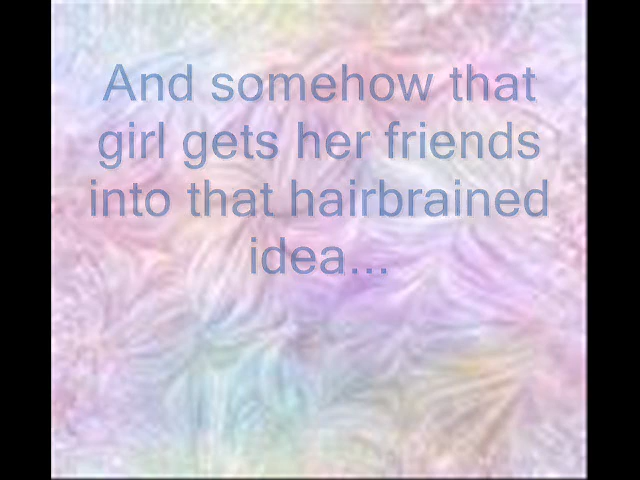 And somehow that
girl gets her friends
into that hairbrained
idea...